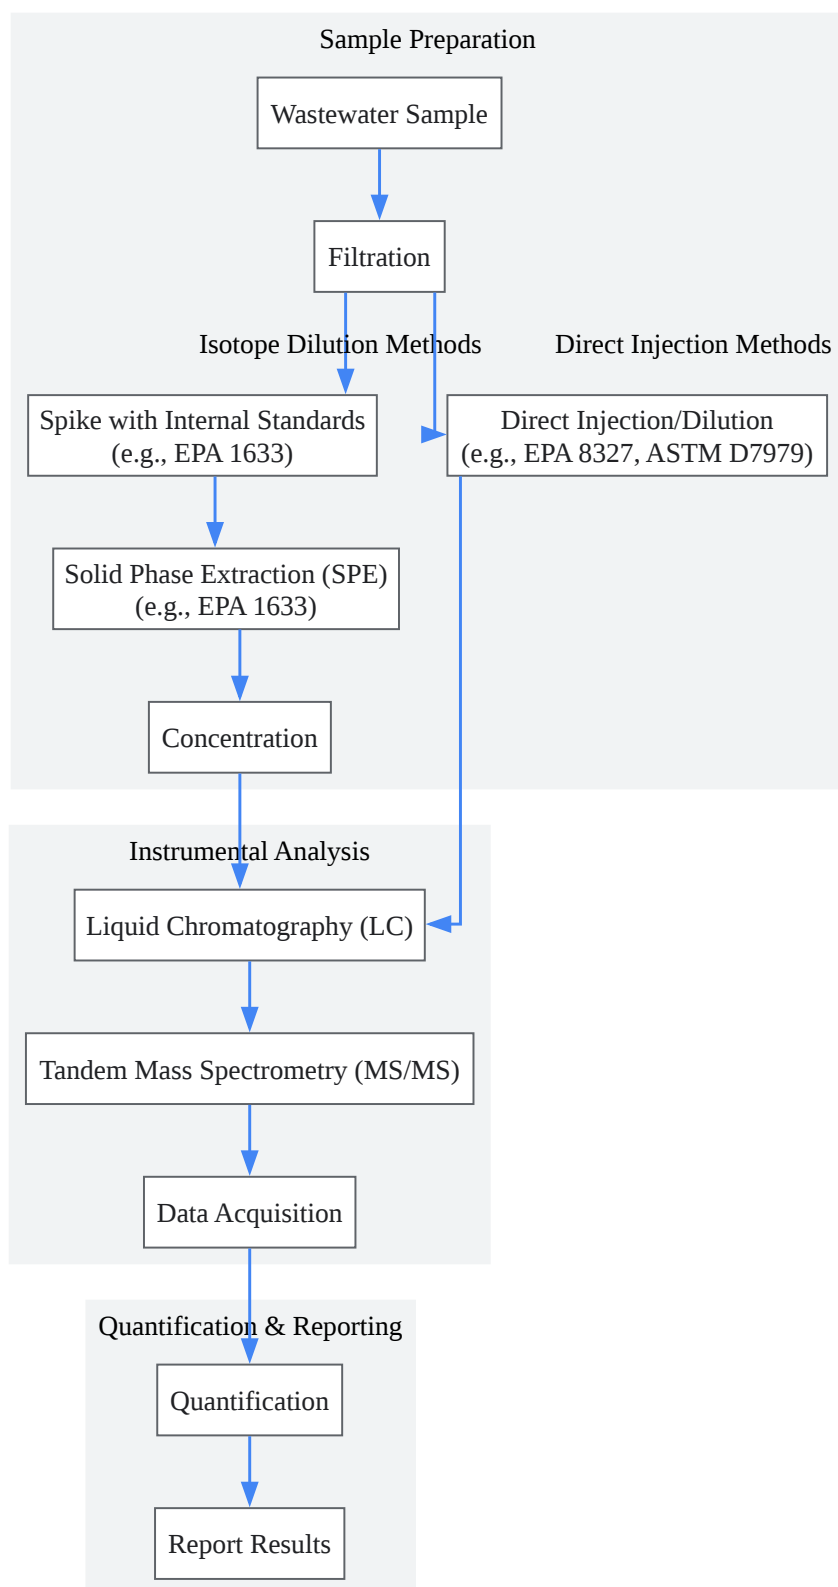 Sample Preparation
Wastewater Sample
Filtration
Isotope Dilution Methods
Direct Injection Methods
Spike with Internal Standards
(e.g., EPA 1633)
Direct Injection/Dilution
(e.g., EPA 8327, ASTM D7979)
Solid Phase Extraction (SPE)
(e.g., EPA 1633)
Concentration
Instrumental Analysis
Liquid Chromatography (LC)
Tandem Mass Spectrometry (MS/MS)
Data Acquisition
Quantification & Reporting
Quantification
Report Results